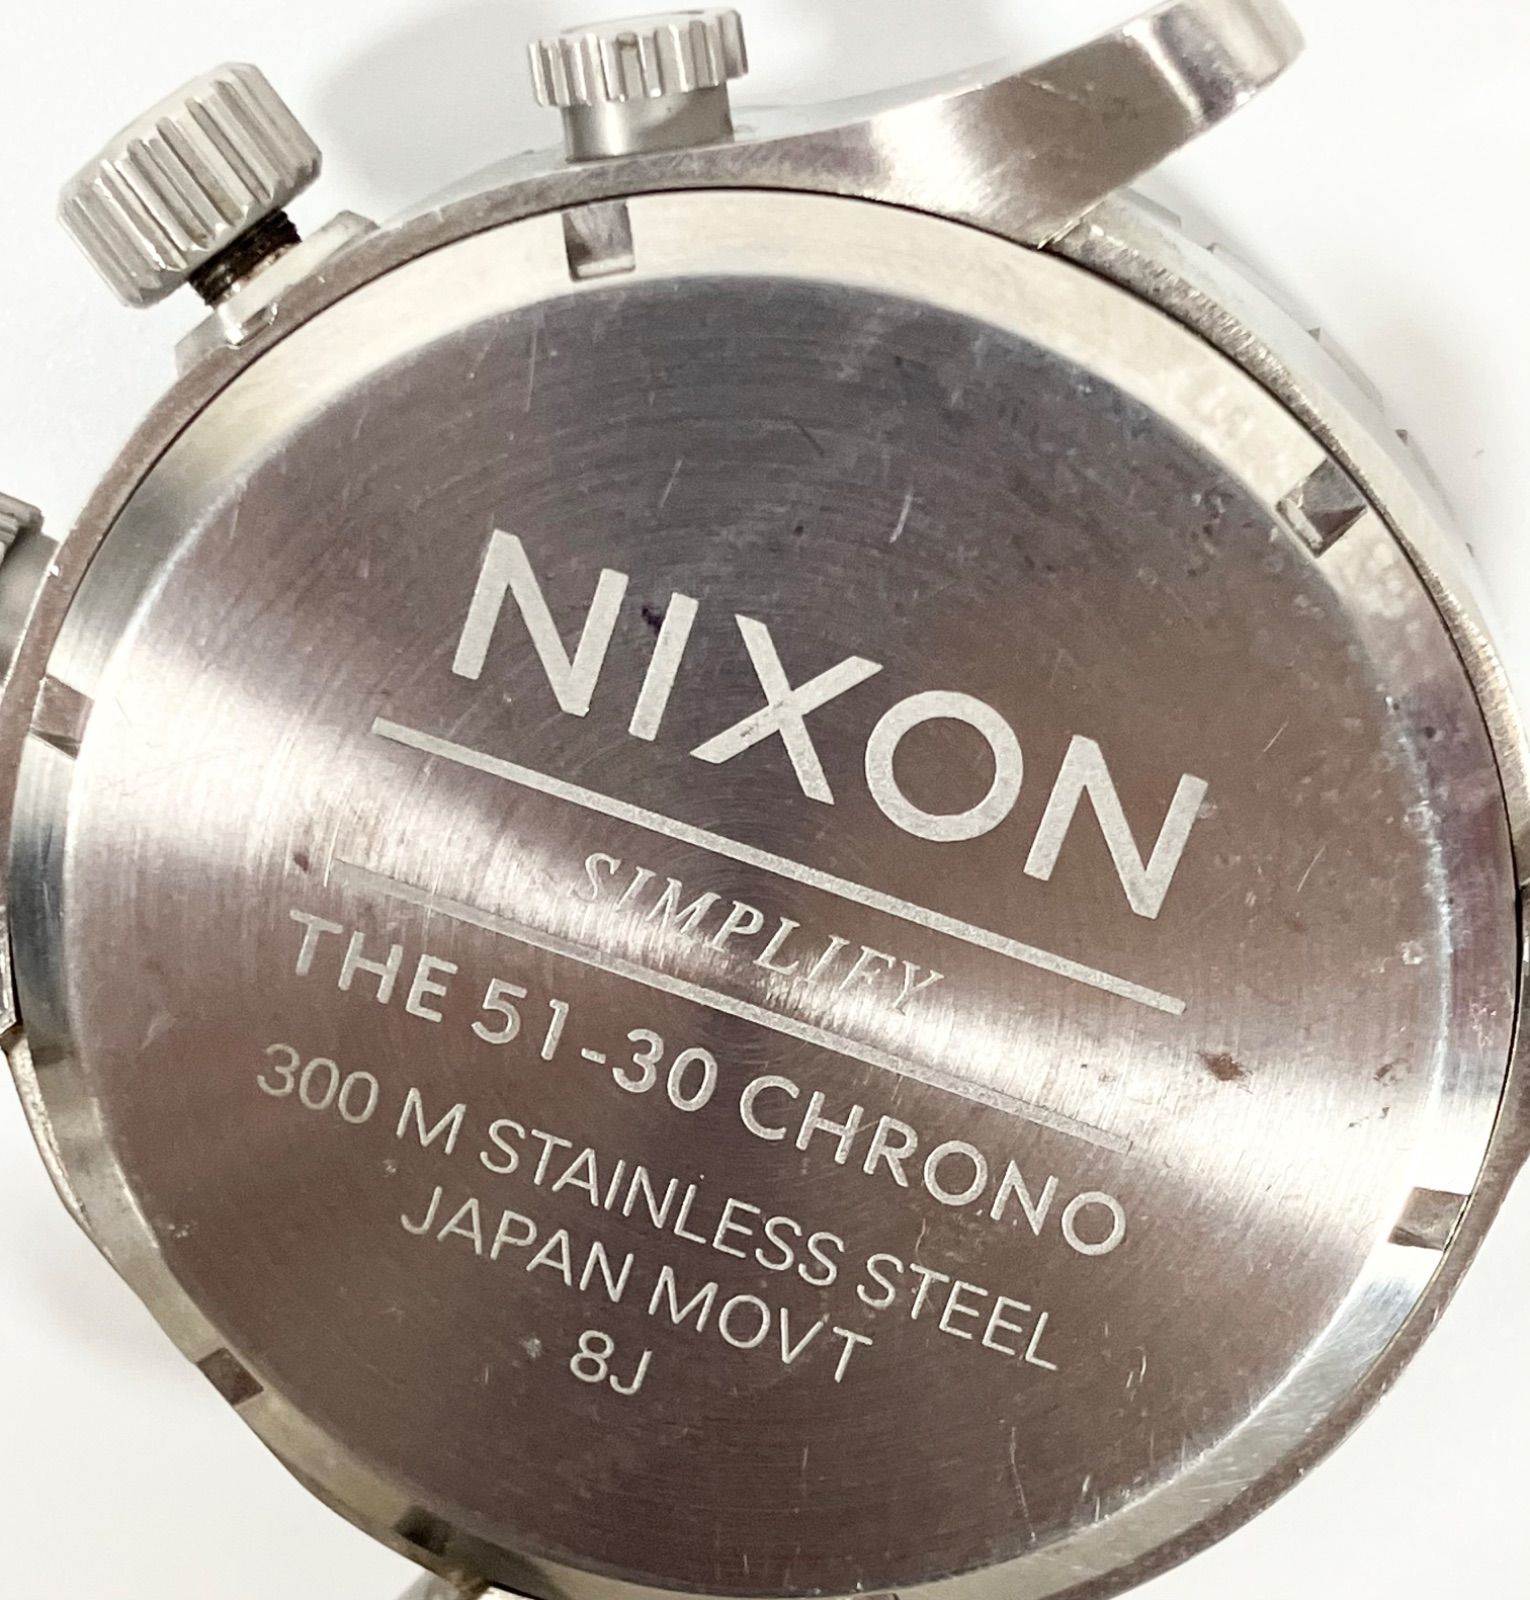 NIXON
SIMPLIFY
THE 51-30 CHRONO
300 M STAINLESS STEEL
JAPAN MOVT
8J